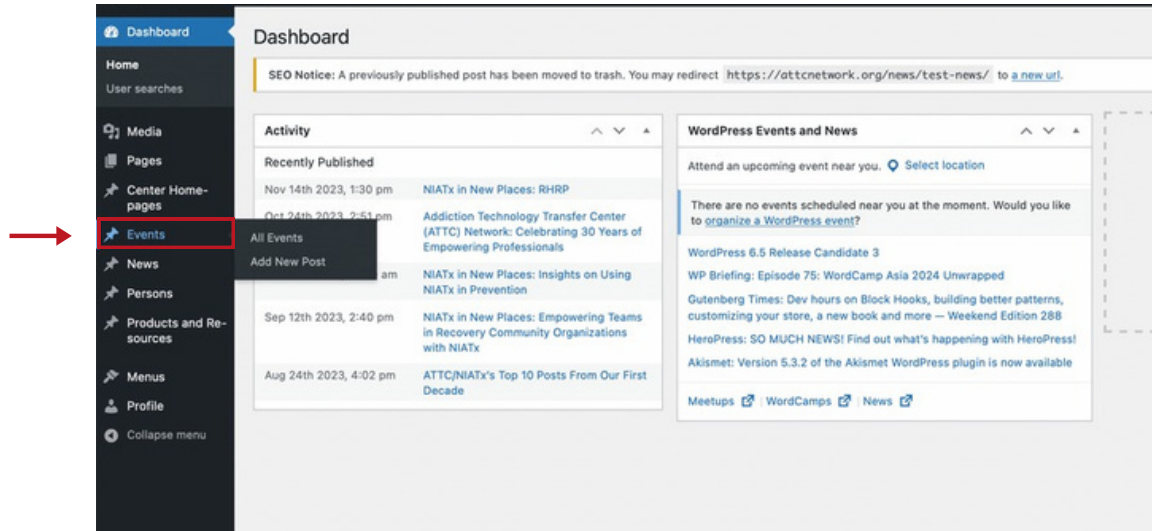 Dashboard
Home
User searches
Media
Pages
Center Home-
pages
Events
News
Persons
Products and Re-
sources
Menus
Profile
Collapse menu
All Events
Add New Post
Dashboard
SEO Notice: A previously published post has been moved to trash. You may redirect https://attcnetwork.org/news/test-news/ to a new url.
Activity
Recently Published
Nov 14th 2023, 1:30 pm NIATx in New Places: RHRP
Oct 24th 2023, 2:51 pm Addiction Technology Transfer Center
(ATTC) Network: Celebrating 30 Years of
Empowering Professionals
am NIATx in New Places: Insights on Using
NIATx in Prevention
Sep 12th 2023, 2:40 pm NIATx in New Places: Empowering Teams
in Recovery Community Organizations
with NIATx
Aug 24th 2023, 4:02 pm ATTC/NIATx's Top 10 Posts From Our First
Decade
WordPress Events and News
Attend an upcoming event near you. Select location
There are no events scheduled near you at the moment. Would you like
to organize a WordPress event?
WordPress 6.5 Release Candidate 3
WP Briefing: Episode 75: WordCamp Asia 2024 Unwrapped
Gutenberg Times: Dev hours on Block Hooks, building better patterns,
customizing your store, a new book and more — Weekend Edition 288
HeroPress: SO MUCH NEWS! Find out what's happening with HeroPress!
Akismet: Version 5.3.2 of the Akismet WordPress plugin is now available
Meetups | WordCamps | News